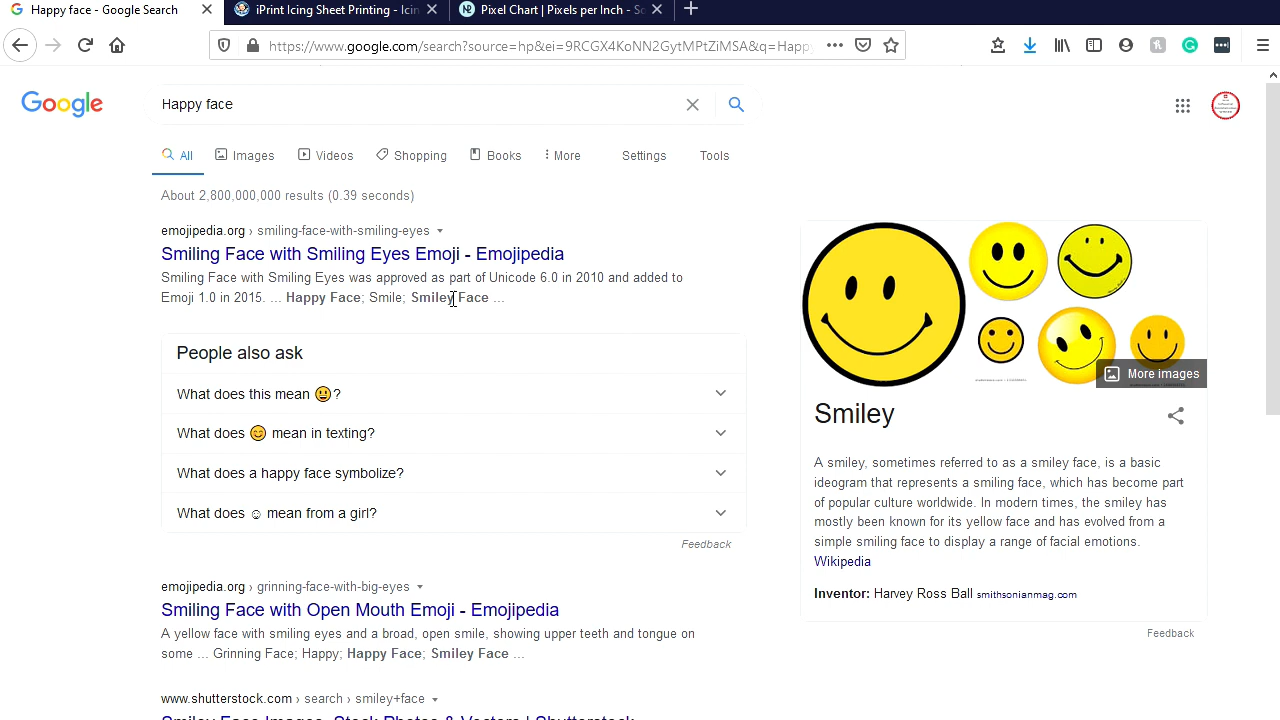 Happy face - Google Search
iPrint Icing Sheet Printing - Icin
Pixel Chart | Pixels per Inch - So
https://www.google.com/search?source=hp&ei=9RCGX4KoNN2GytMPtZiMSA&q=Happy
Google
Happy face
All Images Videos Shopping Books More Settings Tools
About 2,800,000,000 results (0.39 seconds)
emojipedia.org › smiling-face-with-smiling-eyes
Smiling Face with Smiling Eyes Emoji - Emojipedia
Smiling Face with Smiling Eyes was approved as part of Unicode 6.0 in 2010 and added to
Emoji 1.0 in 2015. ... Happy Face; Smile; Smiley Face ...
People also ask
What does this mean 😃?
What does 😊 mean in texting?
What does a happy face symbolize?
What does ☺ mean from a girl?
Feedback
emojipedia.org › grinning-face-with-big-eyes
Smiling Face with Open Mouth Emoji - Emojipedia
A yellow face with smiling eyes and a broad, open smile, showing upper teeth and tongue on
some ... Grinning Face; Happy; Happy Face; Smiley Face ...
www.shutterstock.com › search › smiley+face
Smiley Face Images, Stock Photos & Vectors | Shutterstock
More images
Smiley
A smiley, sometimes referred to as a smiley face, is a basic
ideogram that represents a smiling face, which has become part
of popular culture worldwide. In modern times, the smiley has
mostly been known for its yellow face and has evolved from a
simple smiling face to display a range of facial emotions.
Wikipedia
Inventor: Harvey Ross Ball smithsonianmag.com
Feedback